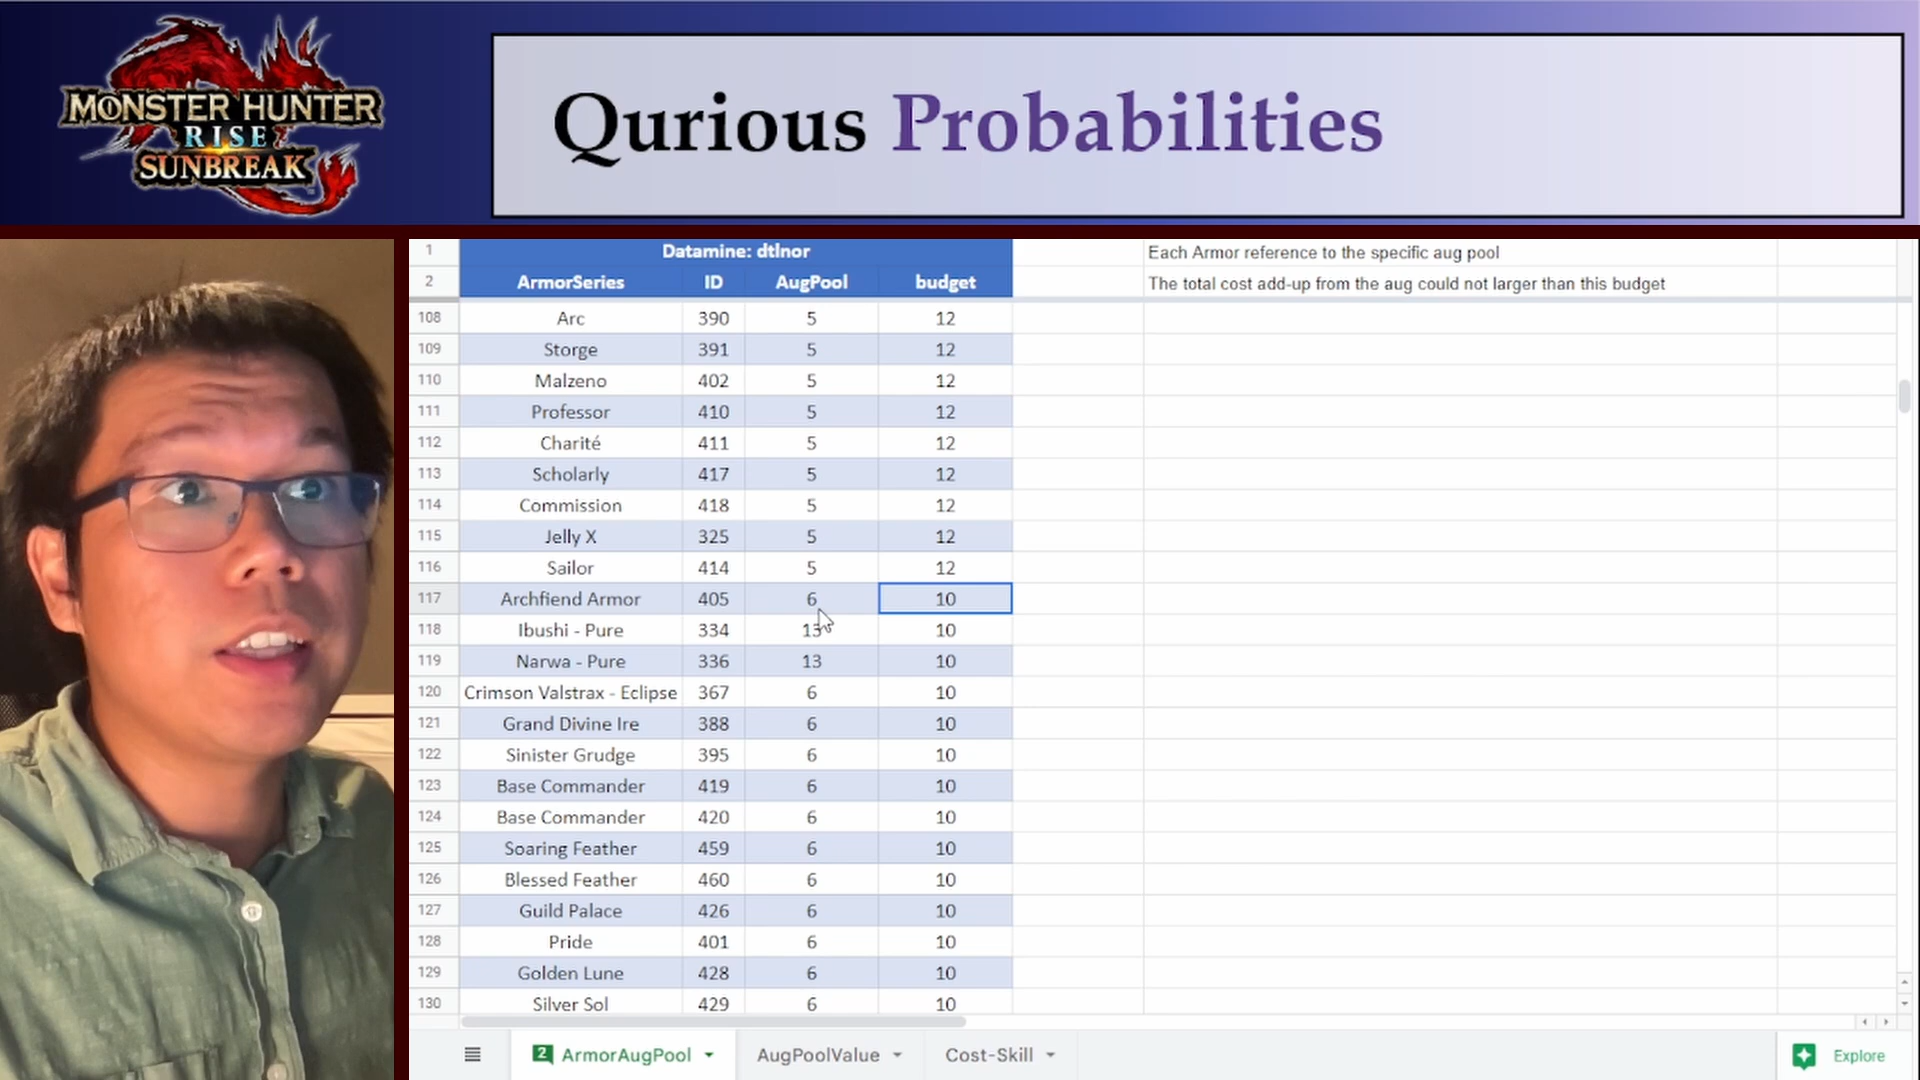 MONSTER HUNTER
RISE
SUNBREAK
Qurious Probabilities
1 Datamine: dtlnor Each Armor reference to the specific aug pool
2 ArmorSeries ID AugPool budget The total cost add-up from the aug could not larger than this budget
108 Arc 390 5 12
109 Storge 391 5 12
110 Malzeno 402 5 12
111 Professor 410 5 12
112 Charité 411 5 12
113 Scholarly 417 5 12
114 Commission 418 5 12
115 Jelly X 325 5 12
116 Sailor 414 5 12
117 Archfiend Armor 405 6 10
118 Ibushi - Pure 334 13 10
119 Narwa - Pure 336 13 10
120 Crimson Valstrax - Eclipse 367 6 10
121 Grand Divine Ire 388 6 10
122 Sinister Grudge 395 6 10
123 Base Commander 419 6 10
124 Base Commander 420 6 10
125 Soaring Feather 459 6 10
126 Blessed Feather 460 6 10
127 Guild Palace 426 6 10
128 Pride 401 6 10
129 Golden Lune 428 6 10
130 Silver Sol 429 6 10
2 ArmorAugPool AugPoolValue Cost-Skill Explore